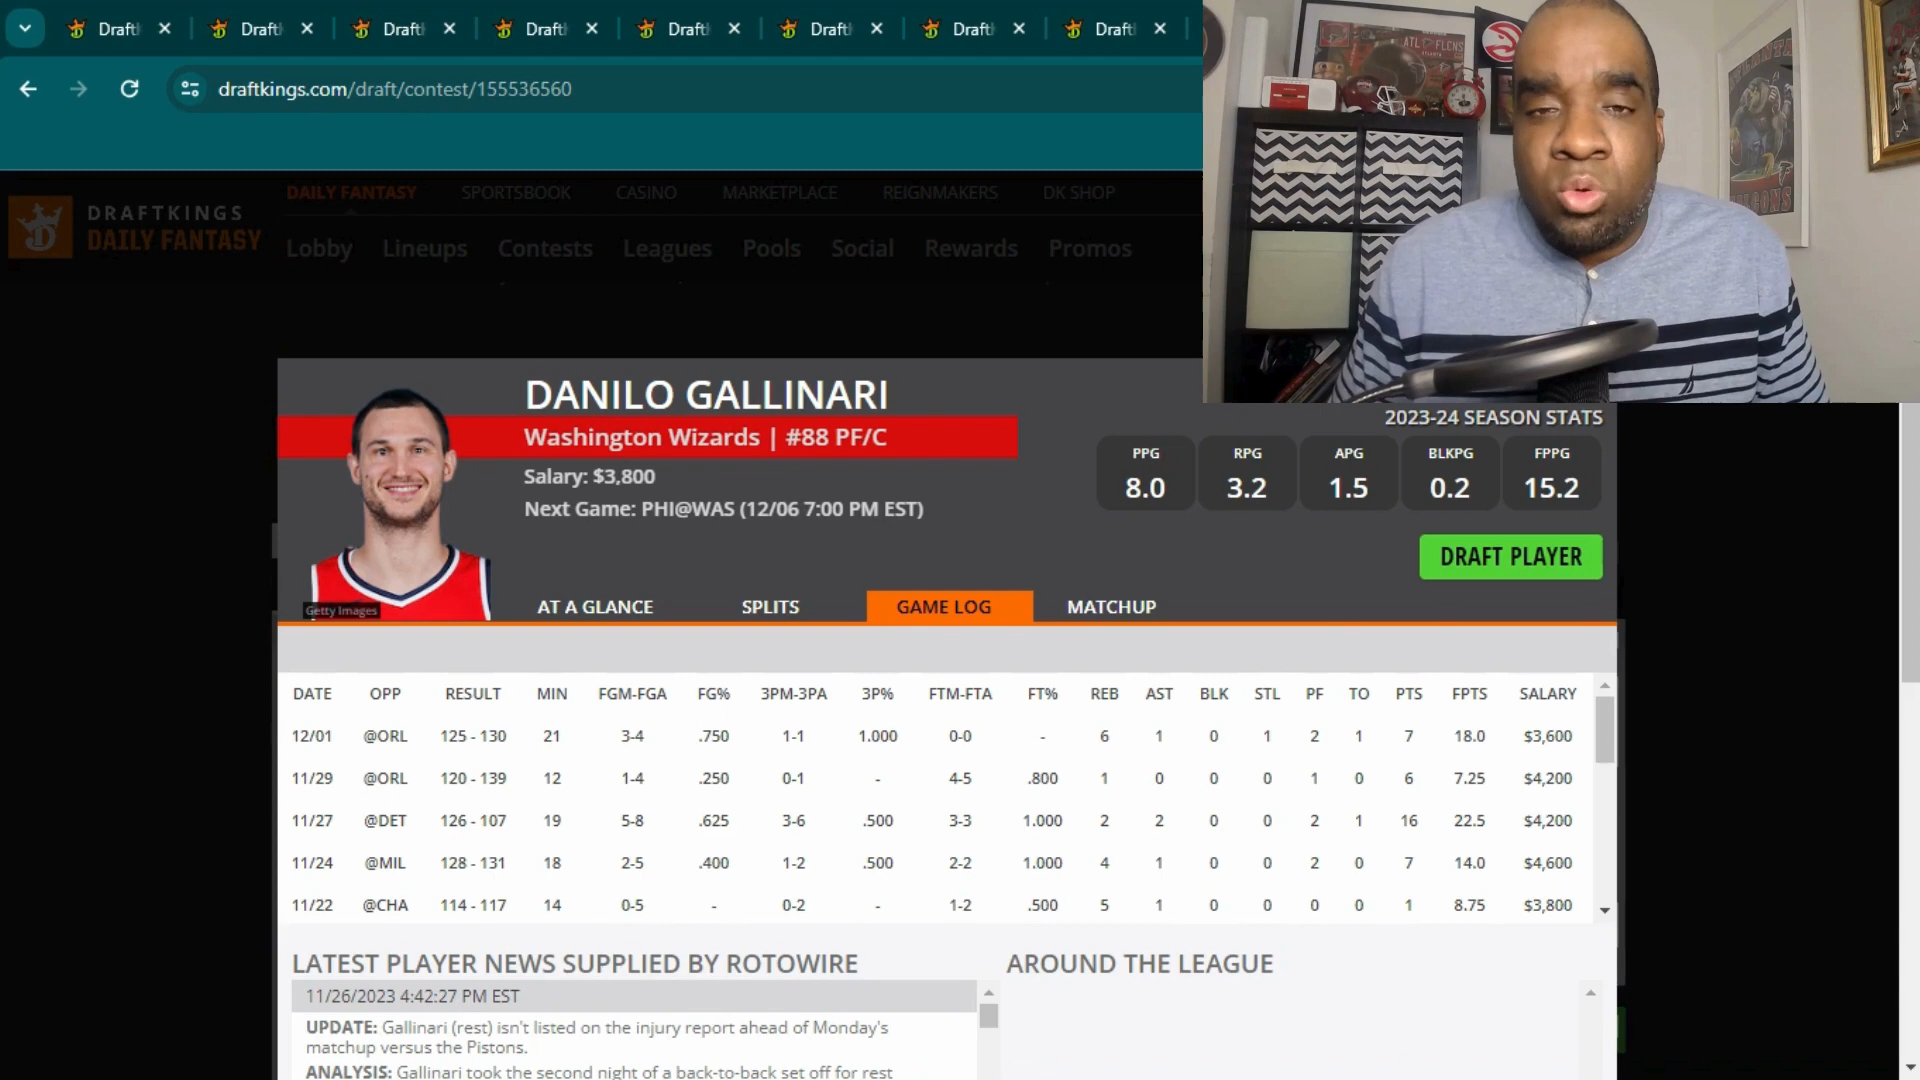 Draft
Draft
Draft
Draft
Draft
Draft
Draft
Draft
draftkings.com/draft/contest/155536560
ATL FLCNS
DRAFTKINGS
DAILY FANTASY
DAILY FANTASY SPORTSBOOK CASINO MARKETPLACE REIGNMAKERS DK SHOP
Lobby Lineups Contests Leagues Pools Social Rewards Promos
DANILO GALLINARI
Washington Wizards | #88 PF/C
Salary: $3,800
Next Game: PHI@WAS (12/06 7:00 PM EST)
Getty Images
2023-24 SEASON STATS
PPG RPG APG BLKPG FPPG
8.0 3.2 1.5 0.2 15.2
DRAFT PLAYER
AT A GLANCE SPLITS GAME LOG MATCHUP
DATE OPP RESULT MIN FGM-FGA FG% 3PM-3PA 3P% FTM-FTA FT% REB AST BLK STL PF TO PTS FPTS SALARY
12/01 @ORL 125 - 130 21 3-4 .750 1-1 1.000 0-0 - 6 1 0 1 2 1 7 18.0 $3,600
11/29 @ORL 120 - 139 12 1-4 .250 0-1 - 4-5 .800 1 0 0 0 1 0 6 7.25 $4,200
11/27 @DET 126 - 107 19 5-8 .625 3-6 .500 3-3 1.000 2 2 0 0 2 1 16 22.5 $4,200
11/24 @MIL 128 - 131 18 2-5 .400 1-2 .500 2-2 1.000 4 1 0 0 2 0 7 14.0 $4,600
11/22 @CHA 114 - 117 14 0-5 - 0-2 - 1-2 .500 5 1 0 0 0 0 1 8.75 $3,800
LATEST PLAYER NEWS SUPPLIED BY ROTOWIRE
11/26/2023 4:42:27 PM EST
UPDATE: Gallinari (rest) isn't listed on the injury report ahead of Monday's
matchup versus the Pistons.
ANALYSIS: Gallinari took the second night of a back-to-back set off for rest
AROUND THE LEAGUE